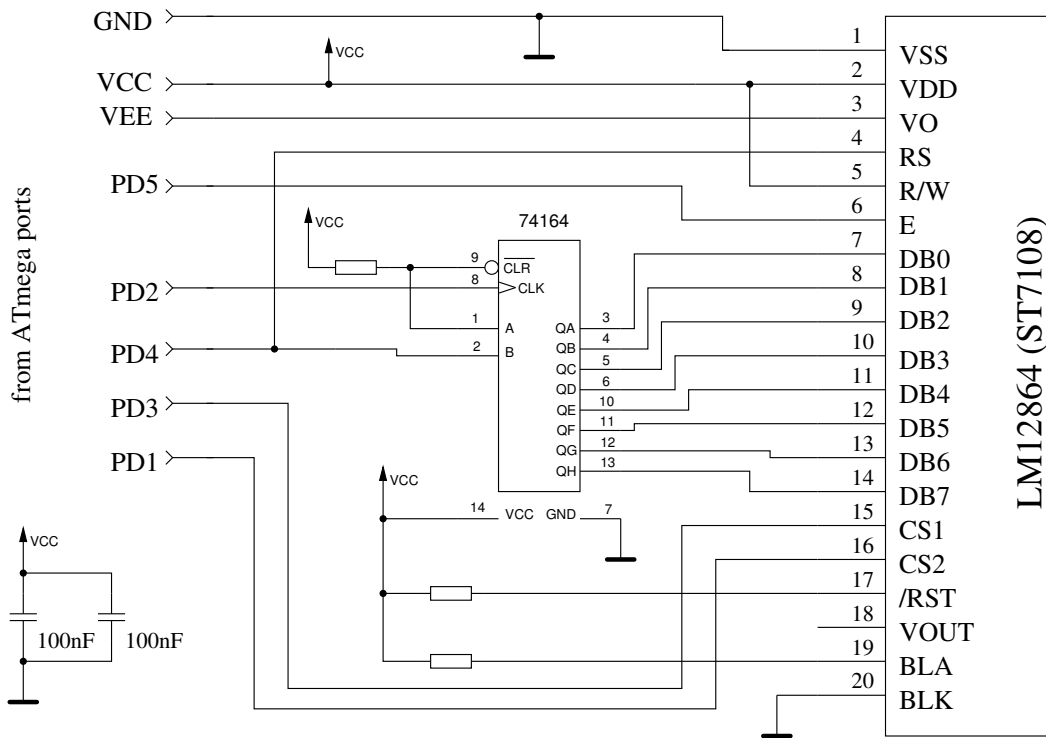 GND
VCC
VCC
VEE
PD5
PD2
PD4
PD3
PD1
from ATmega ports
VCC
100nF
100nF
VCC
74164
9
CLR
8
CLK
1
A
2
B
QA
3
QB
4
QC
5
QD
6
QE
10
QF
11
QG
12
QH
13
VCC
14
VCC
GND
7
1
VSS
2
VDD
3
VO
4
RS
5
R/W
6
E
7
DB0
8
DB1
9
DB2
10
DB3
11
DB4
12
DB5
13
DB6
14
DB7
15
CS1
16
CS2
17
/RST
18
VOUT
19
BLA
20
BLK
LM12864 (ST7108)